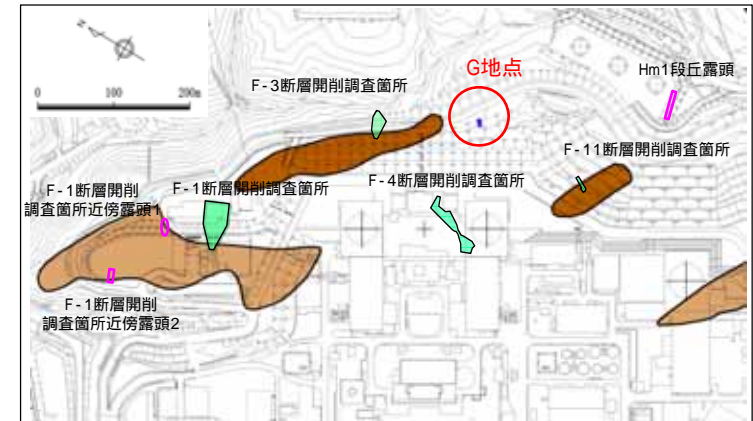 N
0 100 200m
G地点
Hm1段丘露頭
F-3断層開削調査箇所
F-11断層開削調査箇所
F-1断層開削
調査箇所近傍露頭1
F-1断層開削調査箇所
F-4断層開削調査箇所
F-1断層開削
調査箇所近傍露頭2